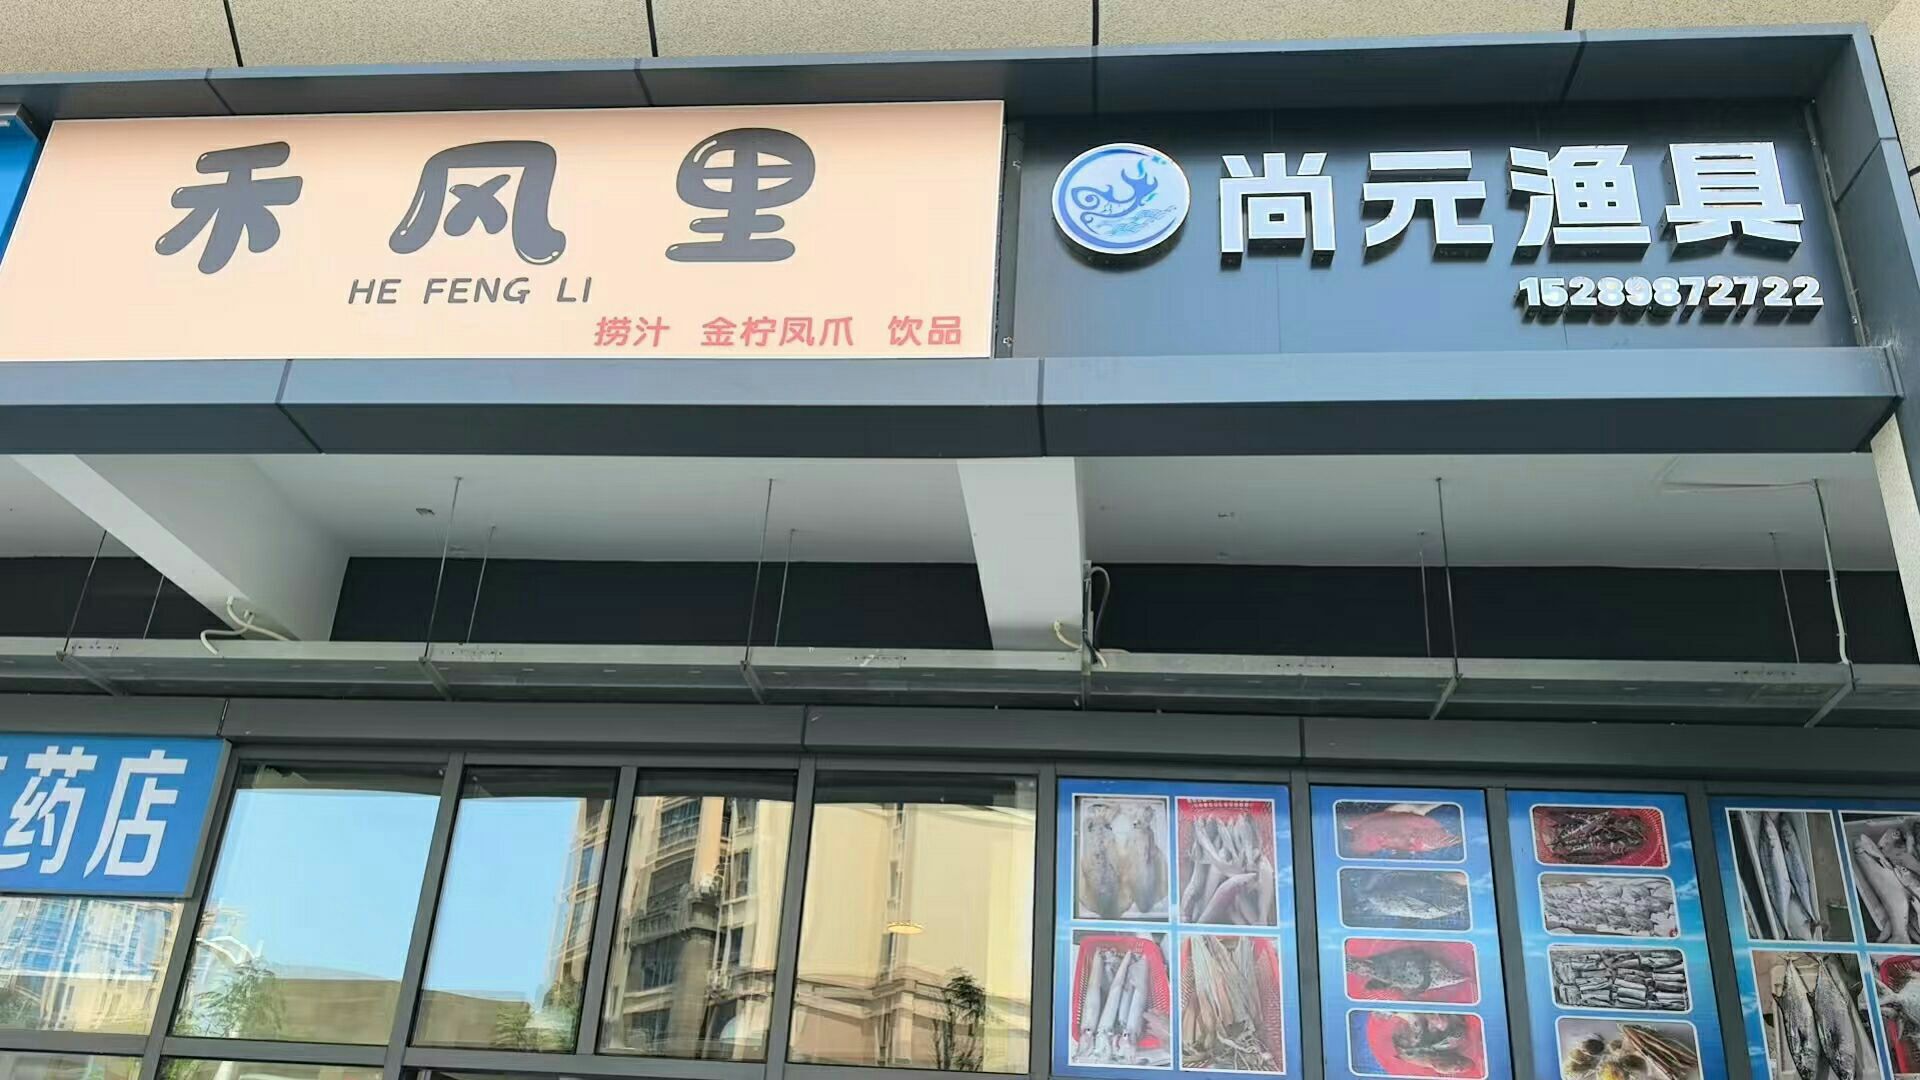 禾风里
HE FENG LI
捞汁 金柠凤爪 饮品
尚元渔具
15289872722
药店